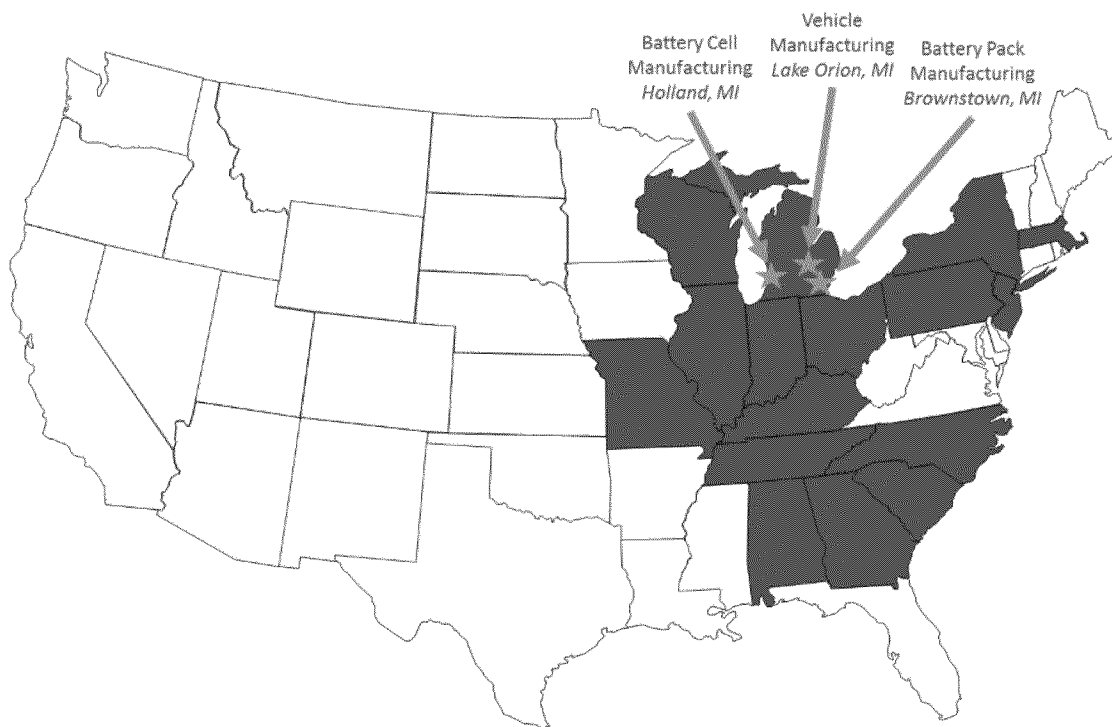 Battery Cell
Manufacturing
Holland, MI
Vehicle
Manufacturing
Lake Orion, MI
Battery Pack
Manufacturing
Brownstown, MI